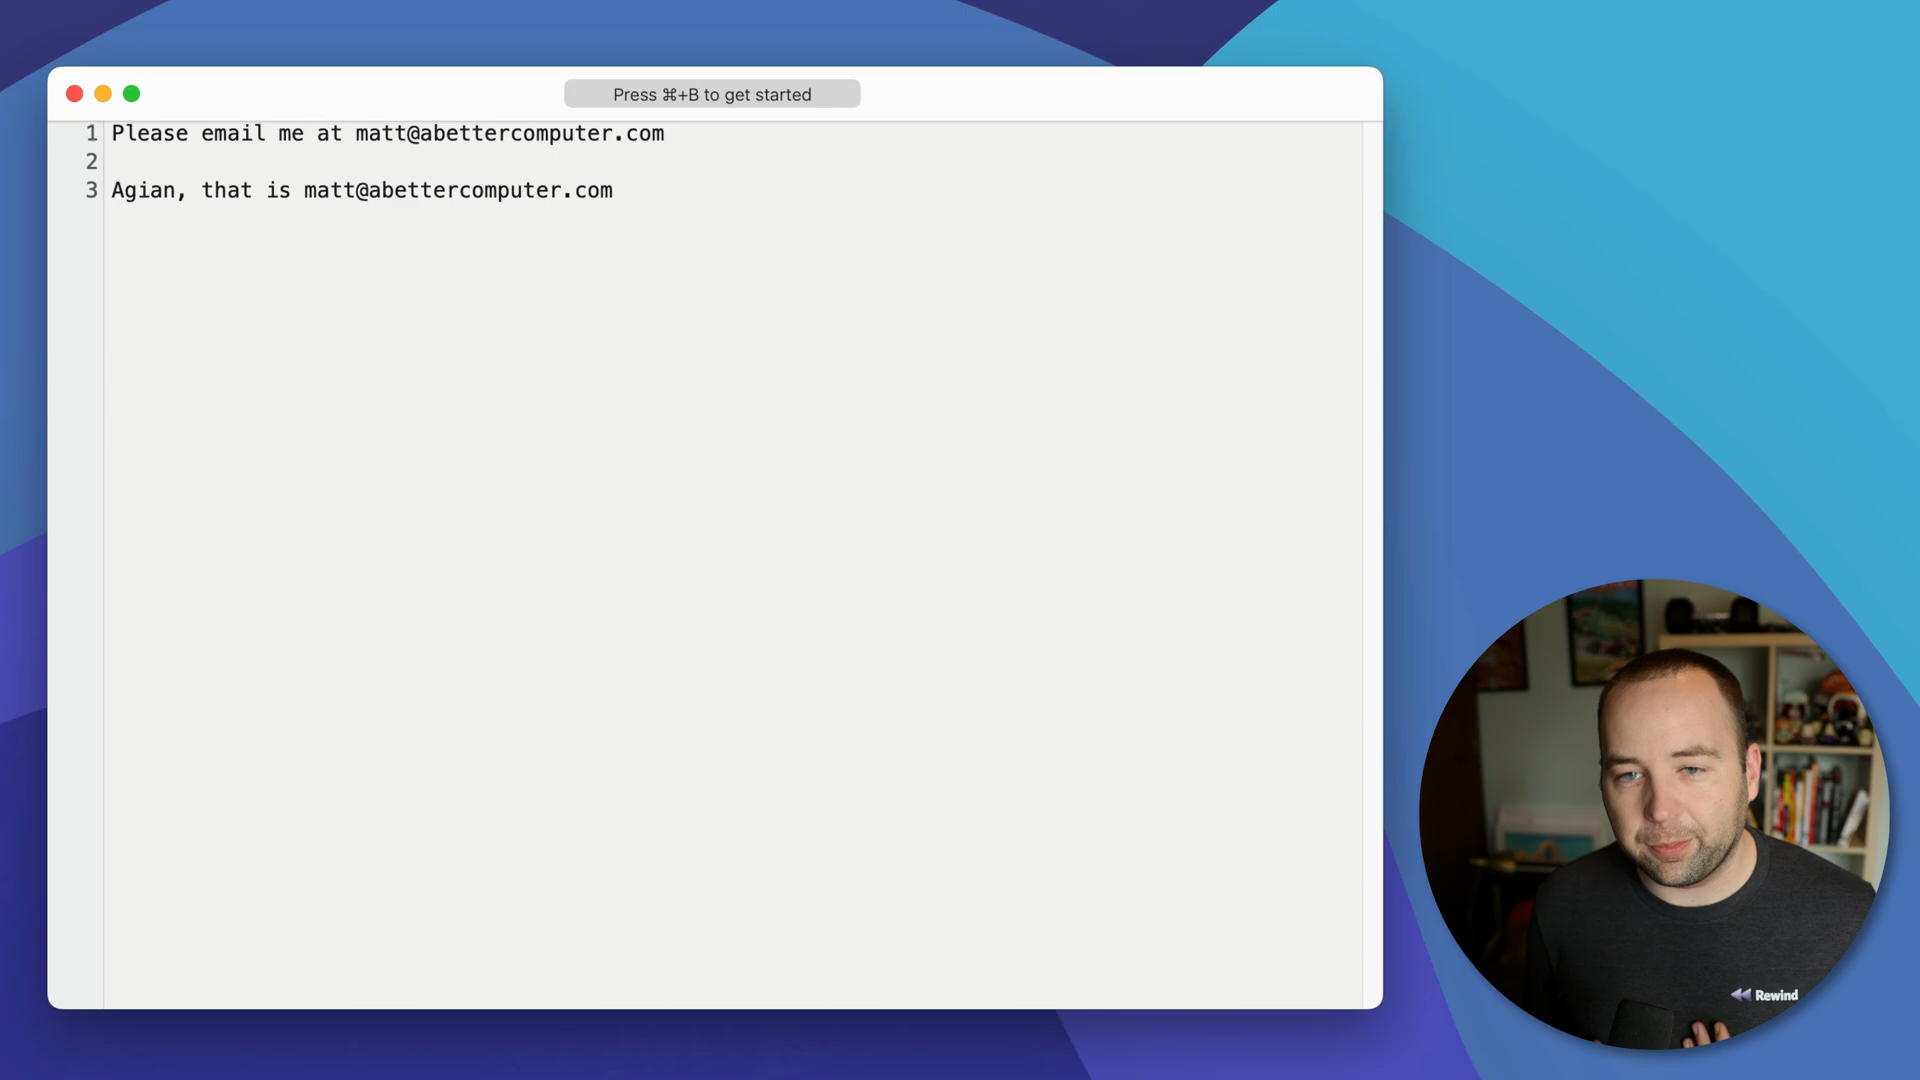 Press ⌘+B to get started
1 Please email me at matt@abettercomputer.com
2
3 Agian, that is matt@abettercomputer.com
Rewind